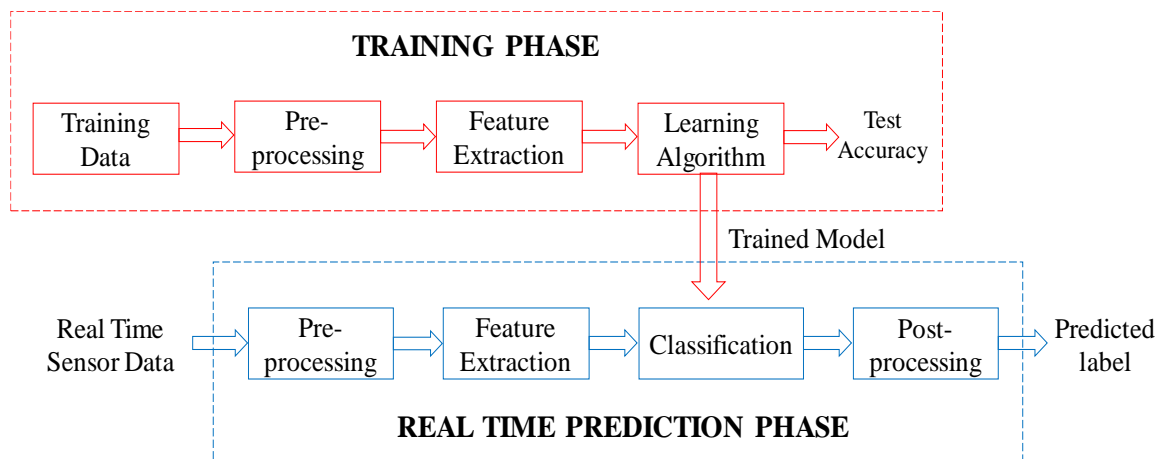 TRAINING PHASE
Training
Data
Pre-
processing
Feature
Extraction
Learning
Algorithm
Test
Accuracy
Trained Model
Real Time
Sensor Data
Pre-
processing
Feature
Extraction
Classification
Post-
processing
Predicted
label
REAL TIME PREDICTION PHASE